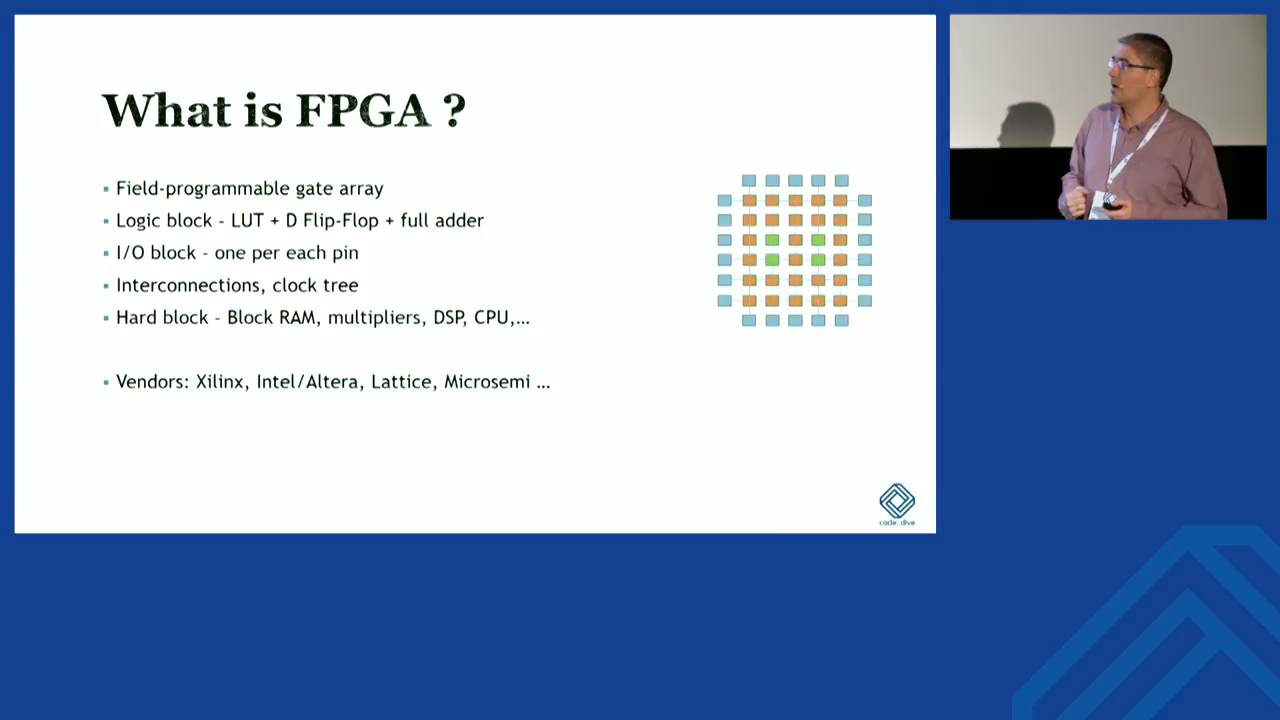 What is FPGA ?
Field-programmable gate array
Logic block - LUT + D Flip-Flop + full adder
I/O block - one per each pin
Interconnections, clock tree
Hard block - Block RAM, multipliers, DSP, CPU,...
Vendors: Xilinx, Intel/Altera, Lattice, Microsemi ...
code::dive